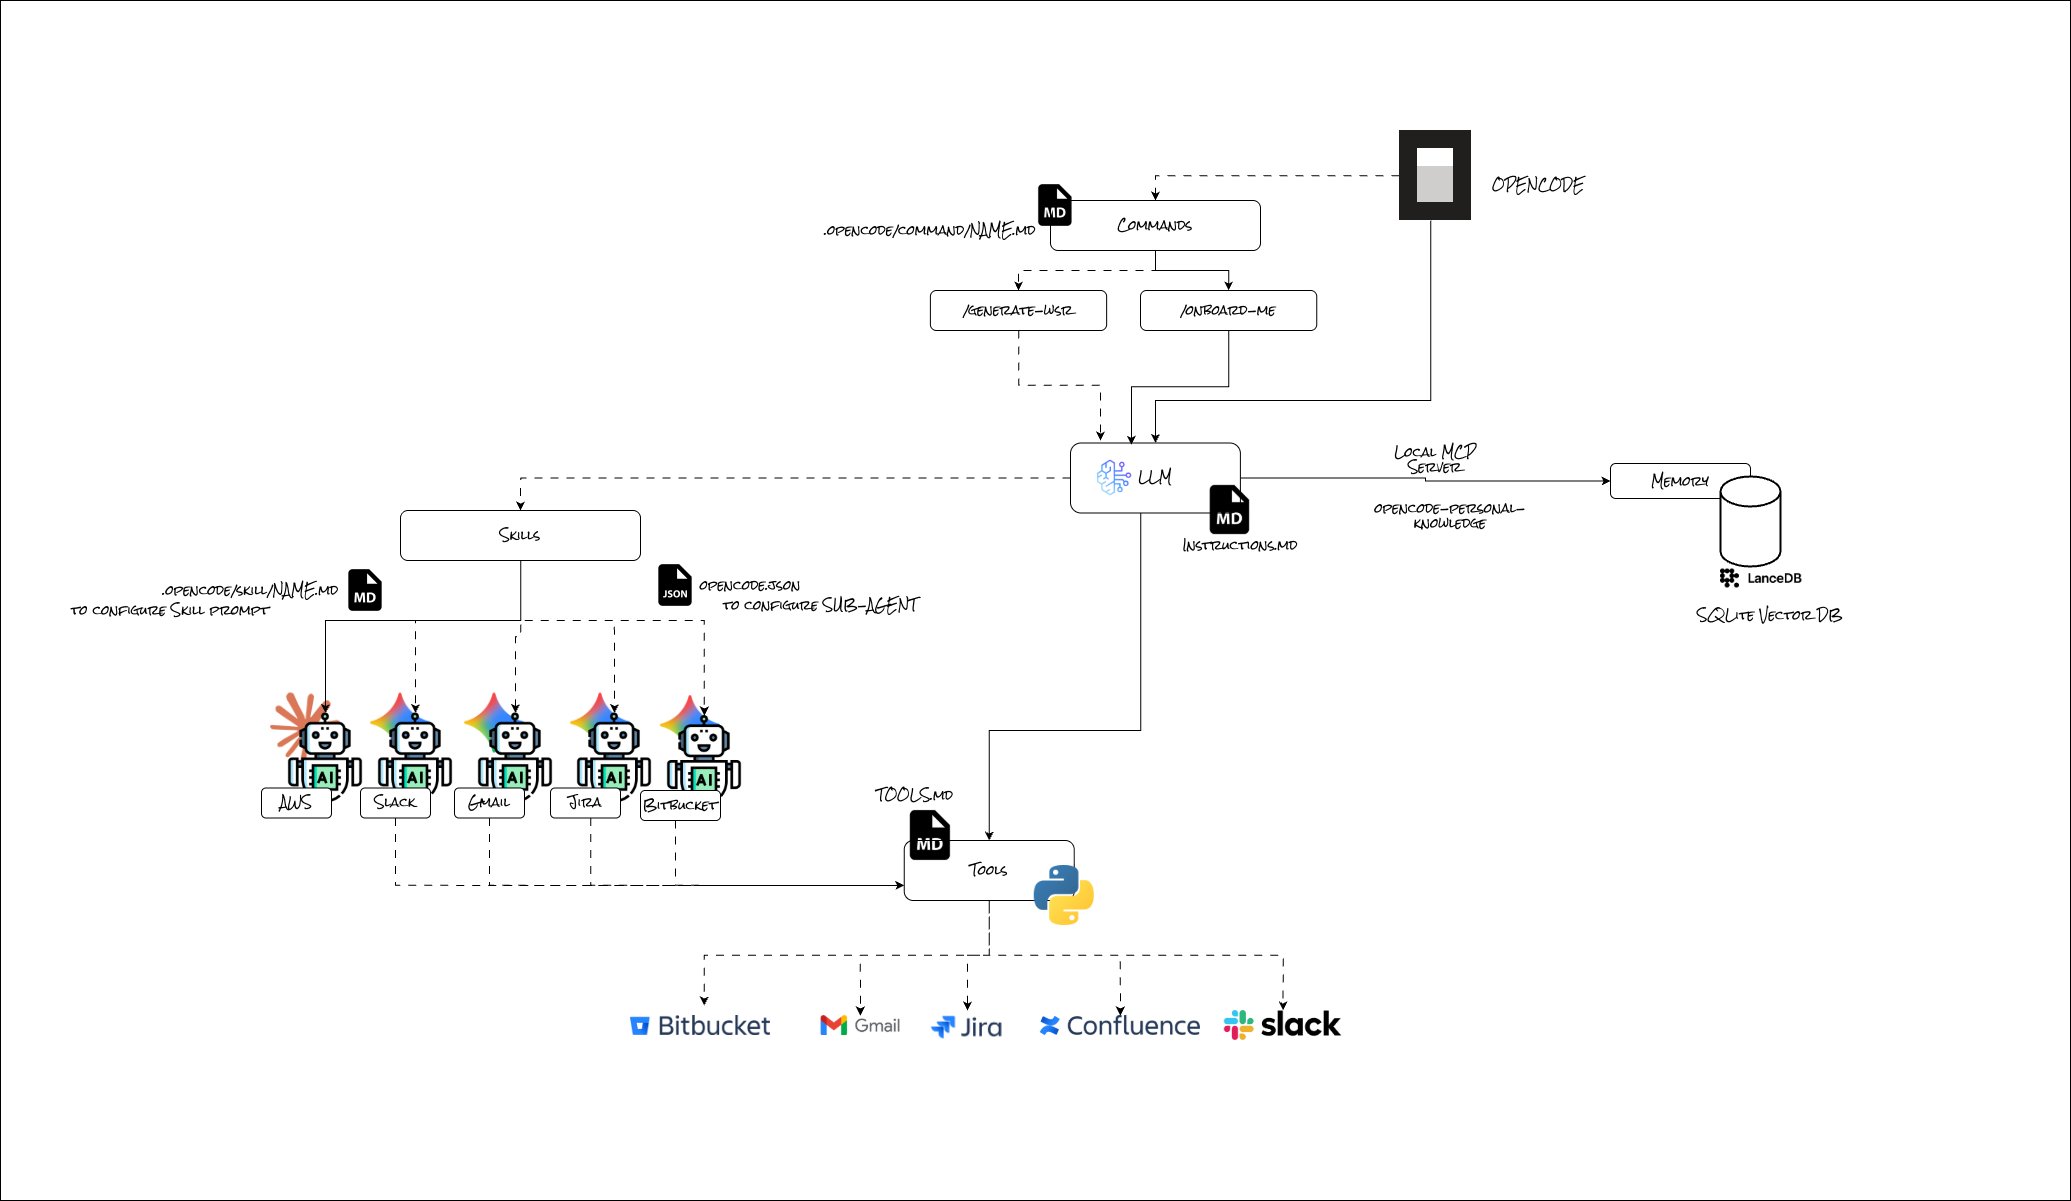 OPENCODE
MD
.OPENCODE/COMMAND/NAME.MD
COMMANDS
/GENERATE-WSR
/ONBOARD-ME
LLM
MD
INSTRUCTIONS.MD
LOCAL MCP
SERVER
OPENCODE-PERSONAL-
KNOWLEDGE
MEMORY
LanceDB
SQLITE VECTOR DB
SKILLS
.OPENCODE/SKILL/NAME.MD
TO CONFIGURE SKILL PROMPT
MD
JSON
OPENCODE.JSON
TO CONFIGURE SUB-AGENT
AI
AI
AI
AI
AI
AWS
SLACK
GMAIL
JIRA
BITBUCKET
TOOLS.MD
MD
TOOLS
Bitbucket
Gmail
Jira
Confluence
slack